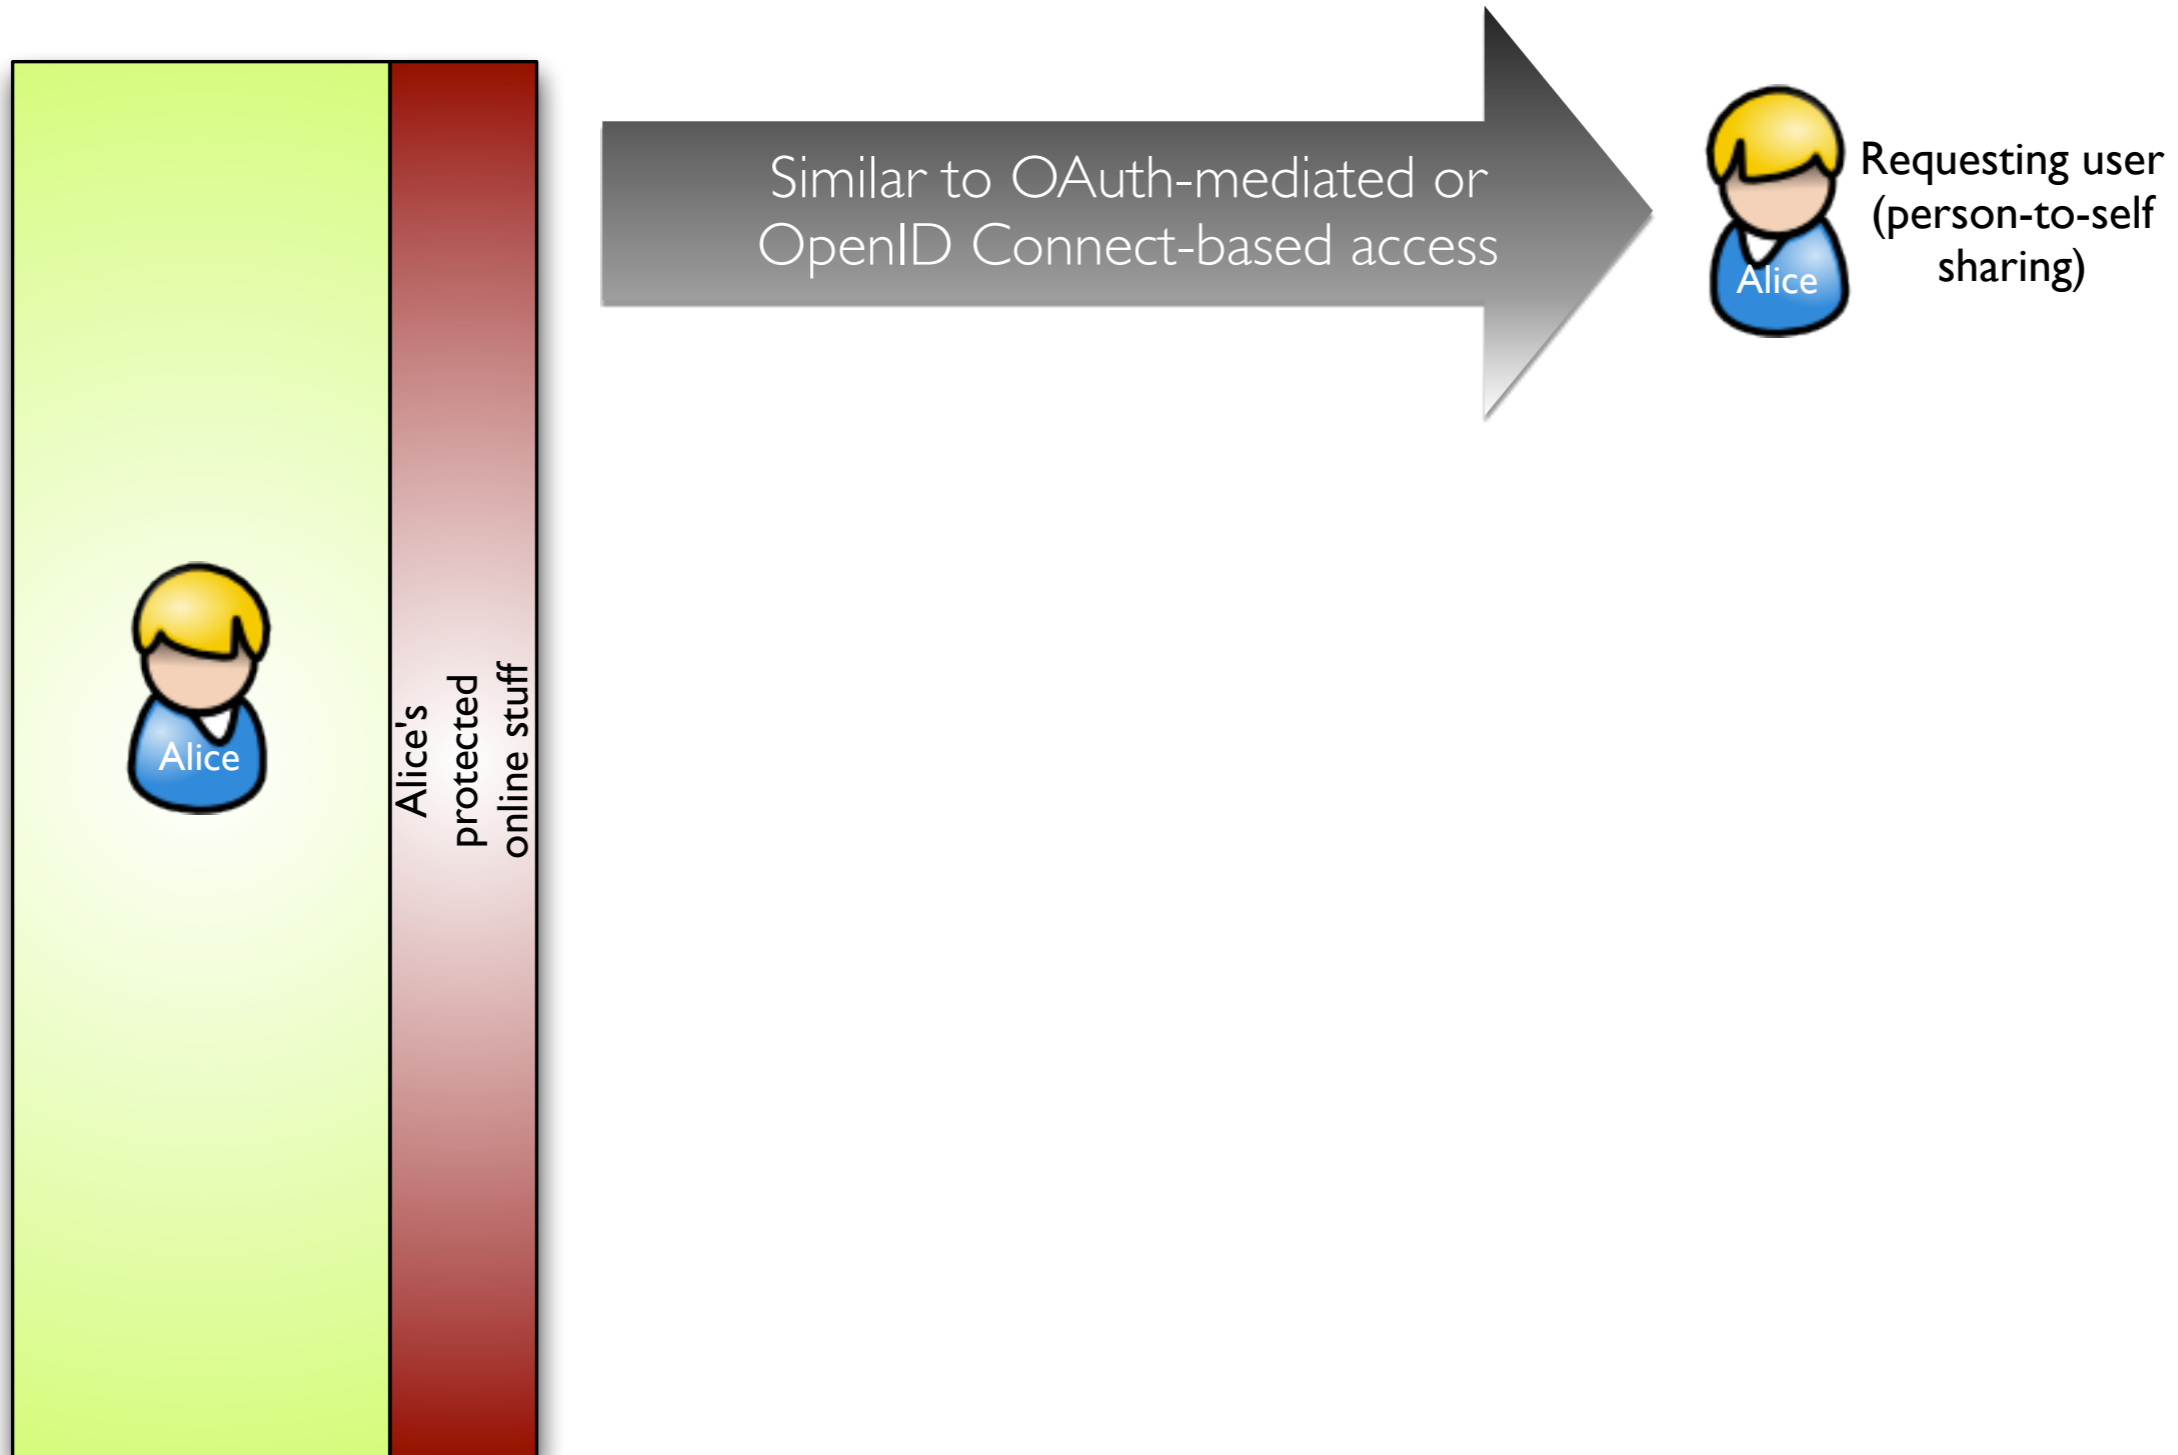 Similar to OAuth-mediated or
OpenID Connect-based access
Alice
Requesting user
(person-to-self
sharing)
Alice
Alice's
protected
online stuff